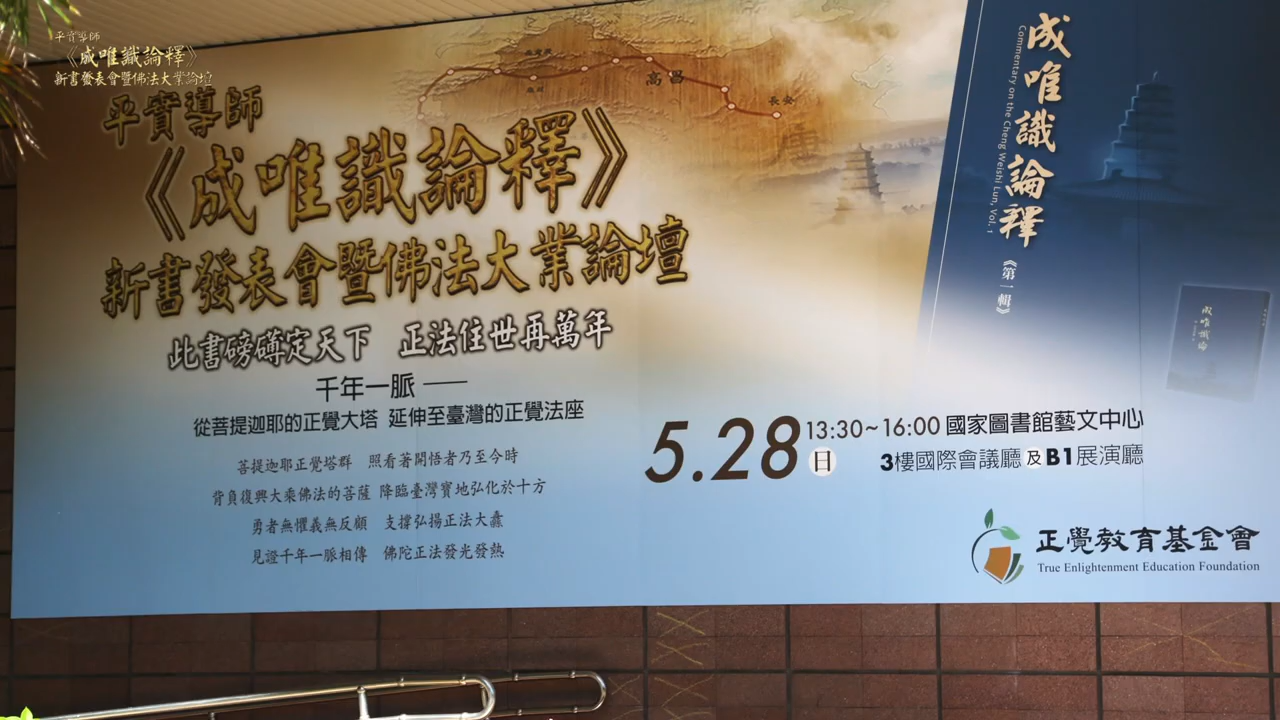 平實導師
《成唯識論釋》
新書發表會暨佛法大業論壇
平實導師
《成唯識論釋》
新書發表會暨佛法大業論壇
此書磅礴定天下 正法住世再萬年
千年一脈——
從菩提迦耶的正覺大塔 延伸至臺灣的正覺法座
菩提迦耶正覺塔群 照看著開悟者乃至今時
背負復興大乘佛法的菩薩 降臨臺灣寶地弘化於十方
勇者無懼義無反顧 支撐弘揚正法大纛
見證千年一脈相傳 佛陀正法發光發熱
高昌
長安
成唯識論釋
Commentary on the Cheng Weishi Lun, Vol. 1
《第一輯》
成唯識論
5.28 日 13:30~16:00 國家圖書館藝文中心
3樓國際會議廳及B1展演廳
正覺教育基金會
True Enlightenment Education Foundation